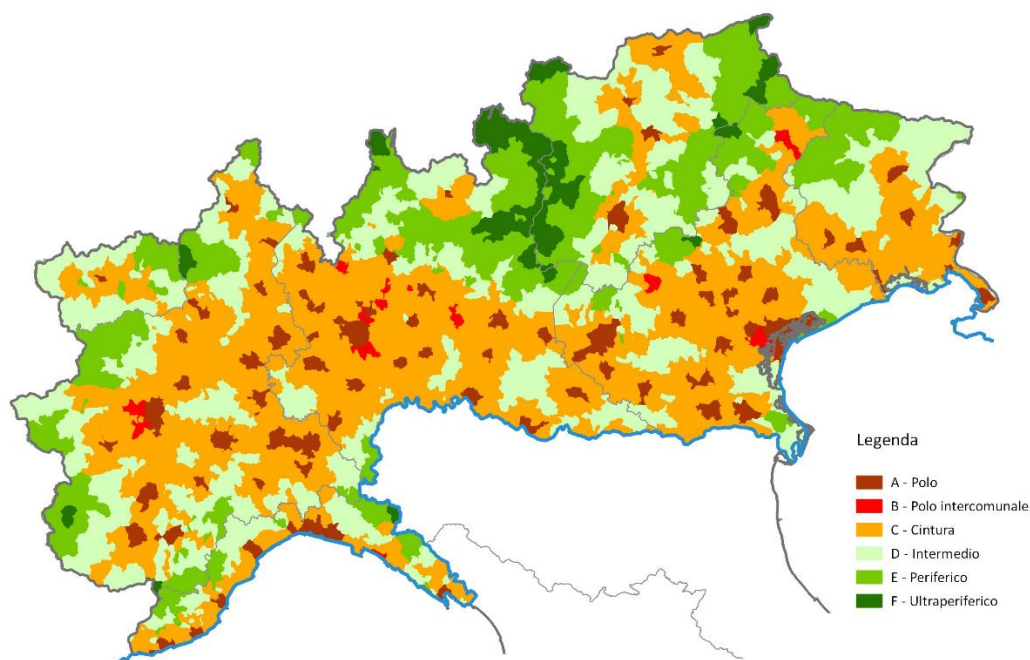 Legenda
A - Polo
B - Polo intercomunale
C - Cintura
D - Intermedio
E - Periferico
F - Ultraperiferico